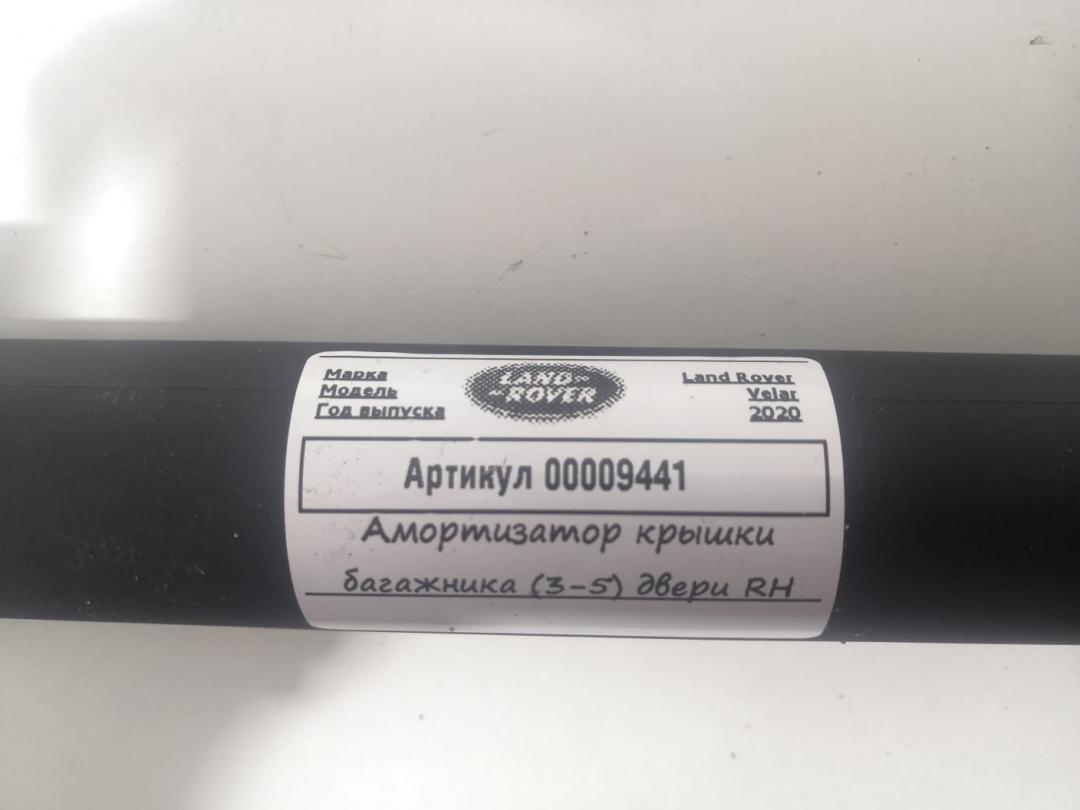 Марка Land Rover
Модель Velar
Год выпуска 2020
LAND
ROVER
Артикул 00009441
Амортизатор крышки
багажника (3-5) двери RH